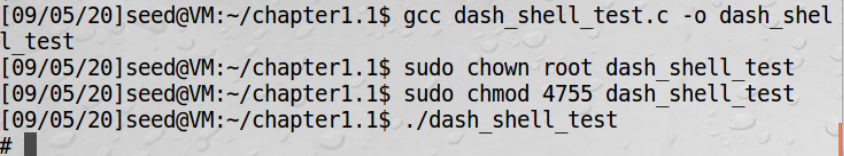 [09/05/20]seed@VM:~/chapter1.1$ gcc dash_shell_test.c -o dash_shel
l_test
[09/05/20]seed@VM:~/chapter1.1$ sudo chown root dash_shell_test
[09/05/20]seed@VM:~/chapter1.1$ sudo chmod 4755 dash_shell_test
[09/05/20]seed@VM:~/chapter1.1$ ./dash_shell_test
#